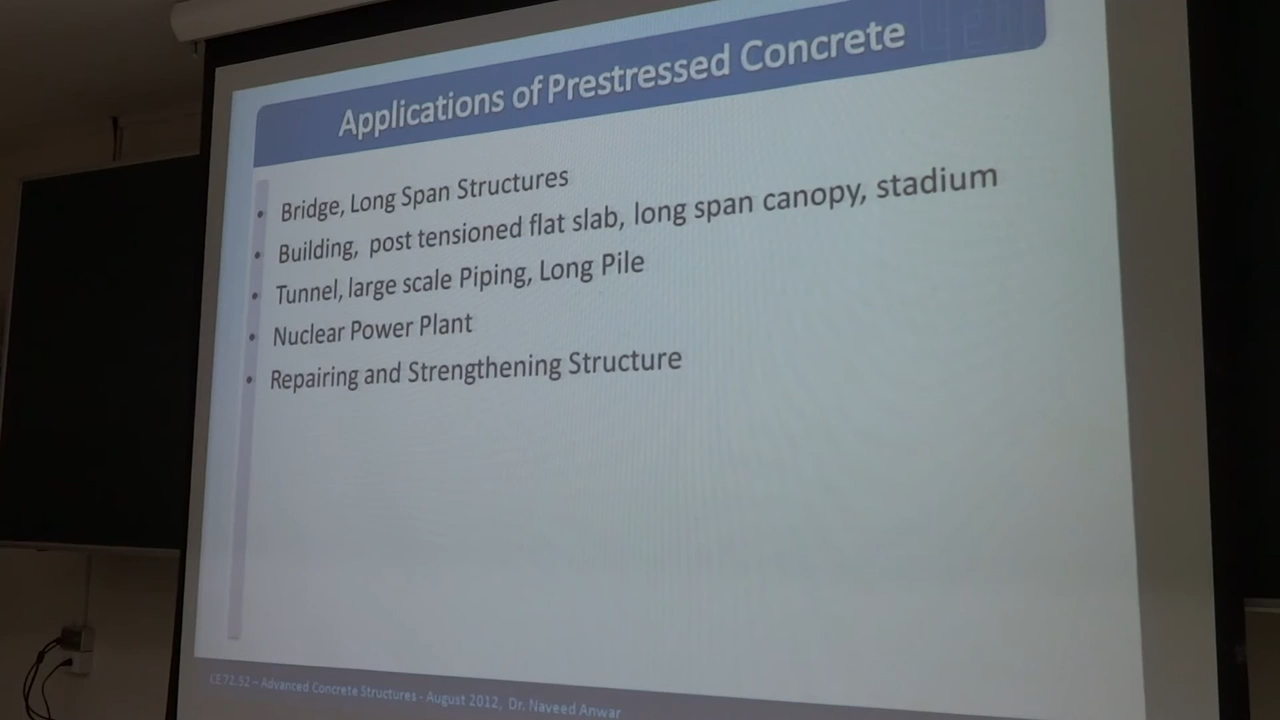 Applications of Prestressed Concrete
• Bridge, Long Span Structures
• Building, post tensioned flat slab, long span canopy, stadium
• Tunnel, large scale Piping, Long Pile
• Nuclear Power Plant
• Repairing and Strengthening Structure
CE 72.52 – Advanced Concrete Structures - August 2012, Dr. Naveed Anwar